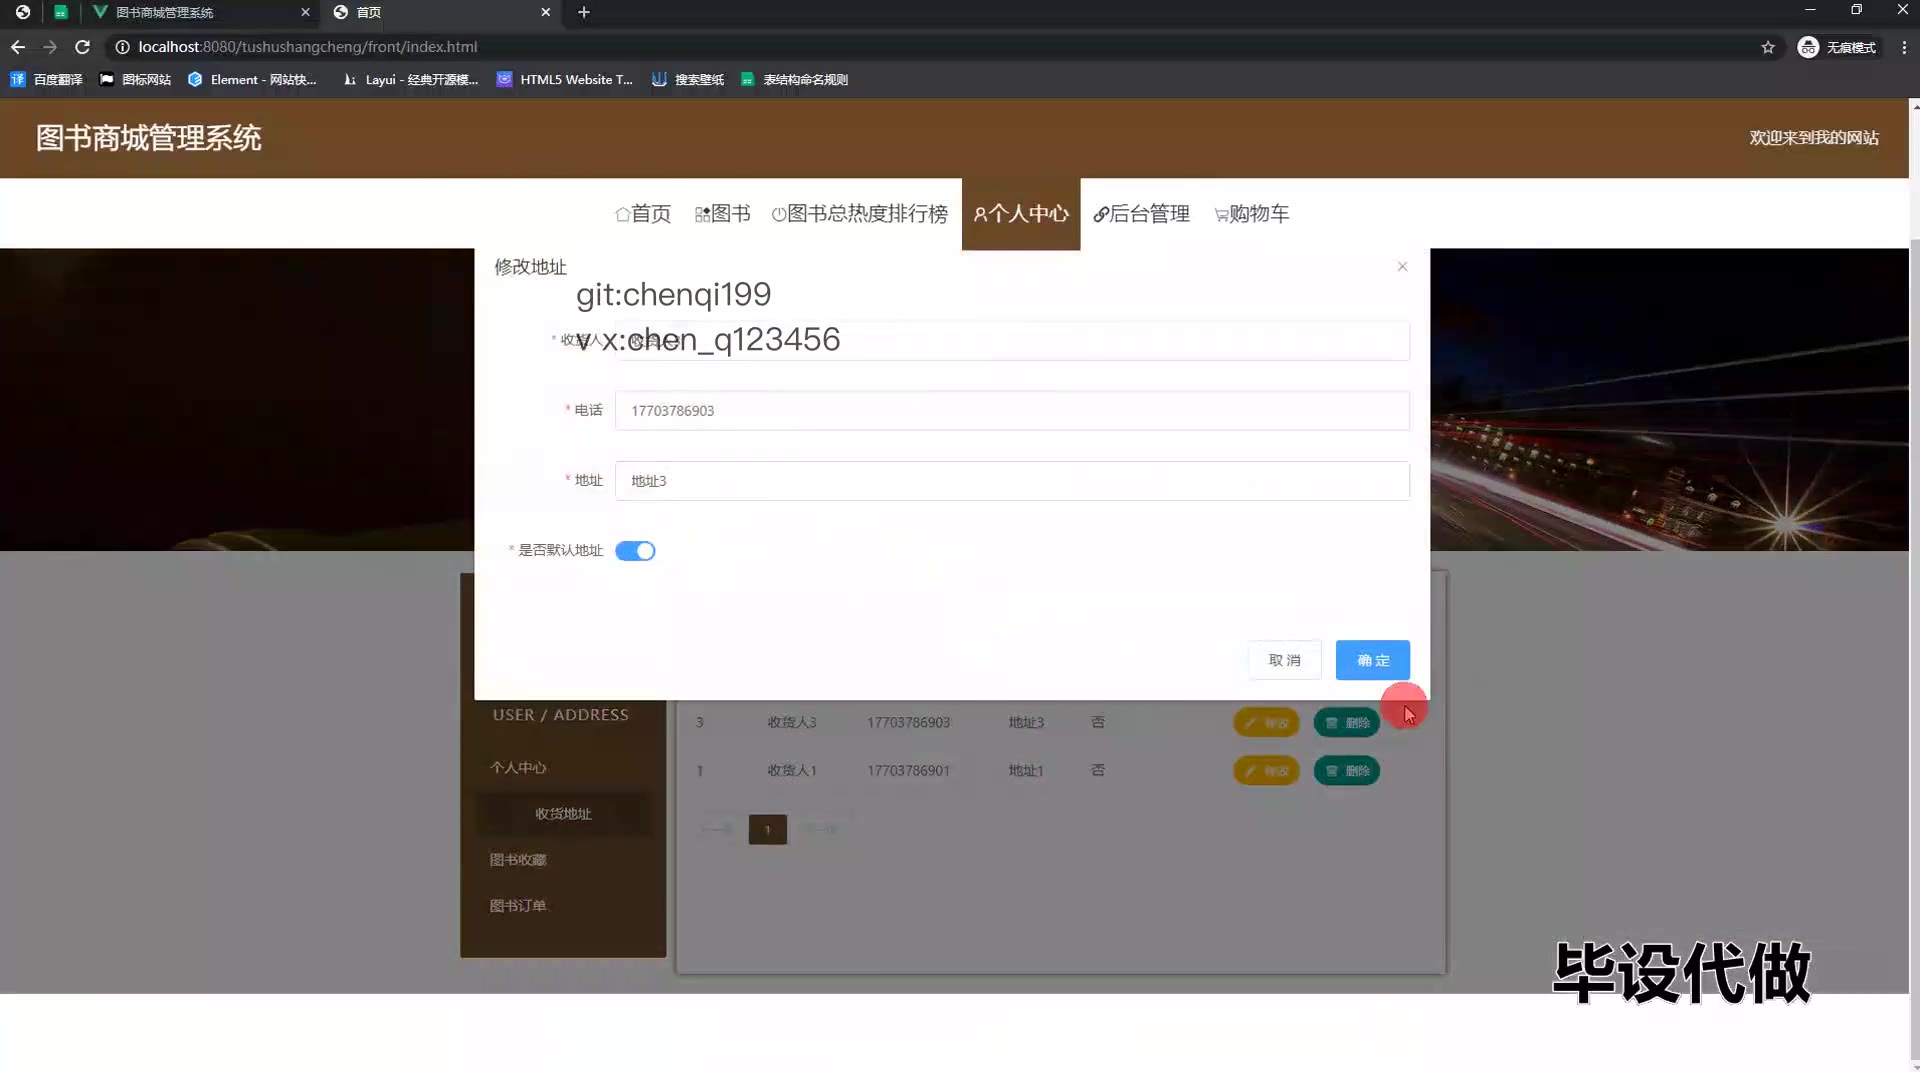 图书商城管理系统
首页
localhost:8080/tushushangcheng/front/index.html
无痕模式
百度翻译
图标网站
Element - 网站快...
Layui - 经典开源模...
HTML5 Website T...
搜索壁纸
表结构命名规则
图书商城管理系统
欢迎来到我的网站
首页
图书
图书总热度排行榜
个人中心
后台管理
购物车
修改地址
git:chenqi199
* 收货人
v x:chen_q123456
* 电话
17703786903
* 地址
地址3
* 是否默认地址
取 消
确 定
USER / ADDRESS
3 收货人3 17703786903 地址3 否 修改 删除
个人中心
1 收货人1 17703786901 地址1 否 修改 删除
收货地址
1
图书收藏
图书订单
毕设代做